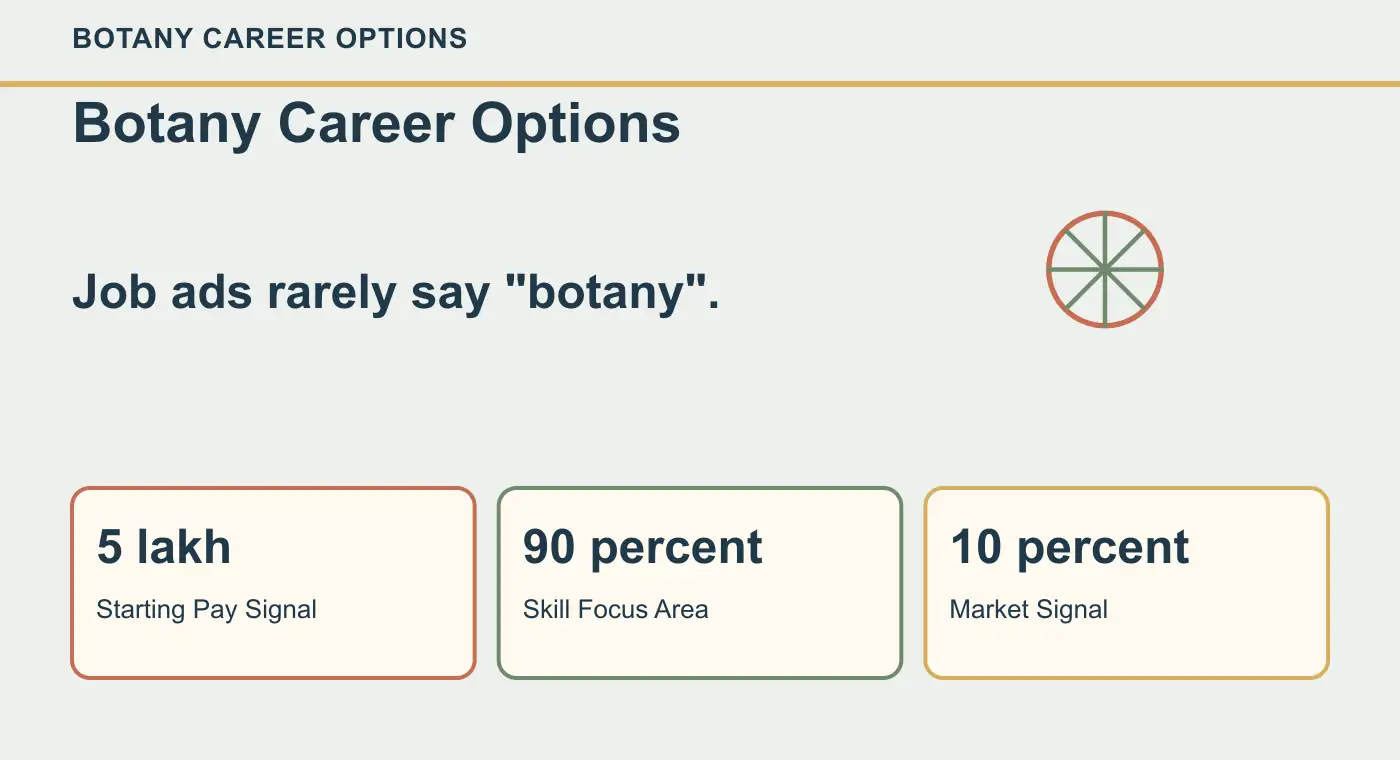 BOTANY CAREER OPTIONS
Botany Career Options
Job ads rarely say "botany".
5 lakh
Starting Pay Signal
90 percent
Skill Focus Area
10 percent
Market Signal